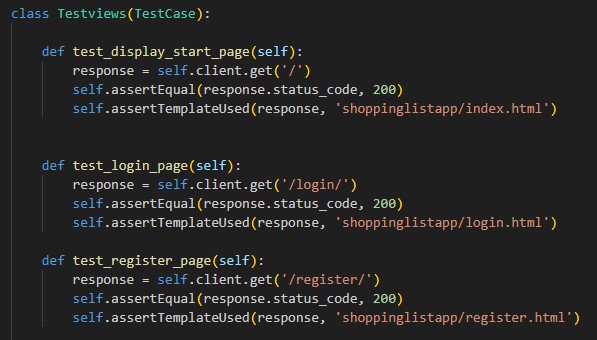 class Testviews(TestCase):
    def test_display_start_page(self):
        response = self.client.get('/')
        self.assertEqual(response.status_code, 200)
        self.assertTemplateUsed(response, 'shoppinglistapp/index.html')
    def test_login_page(self):
        response = self.client.get('/login/')
        self.assertEqual(response.status_code, 200)
        self.assertTemplateUsed(response, 'shoppinglistapp/login.html')
    def test_register_page(self):
        response = self.client.get('/register/')
        self.assertEqual(response.status_code, 200)
        self.assertTemplateUsed(response, 'shoppinglistapp/register.html')